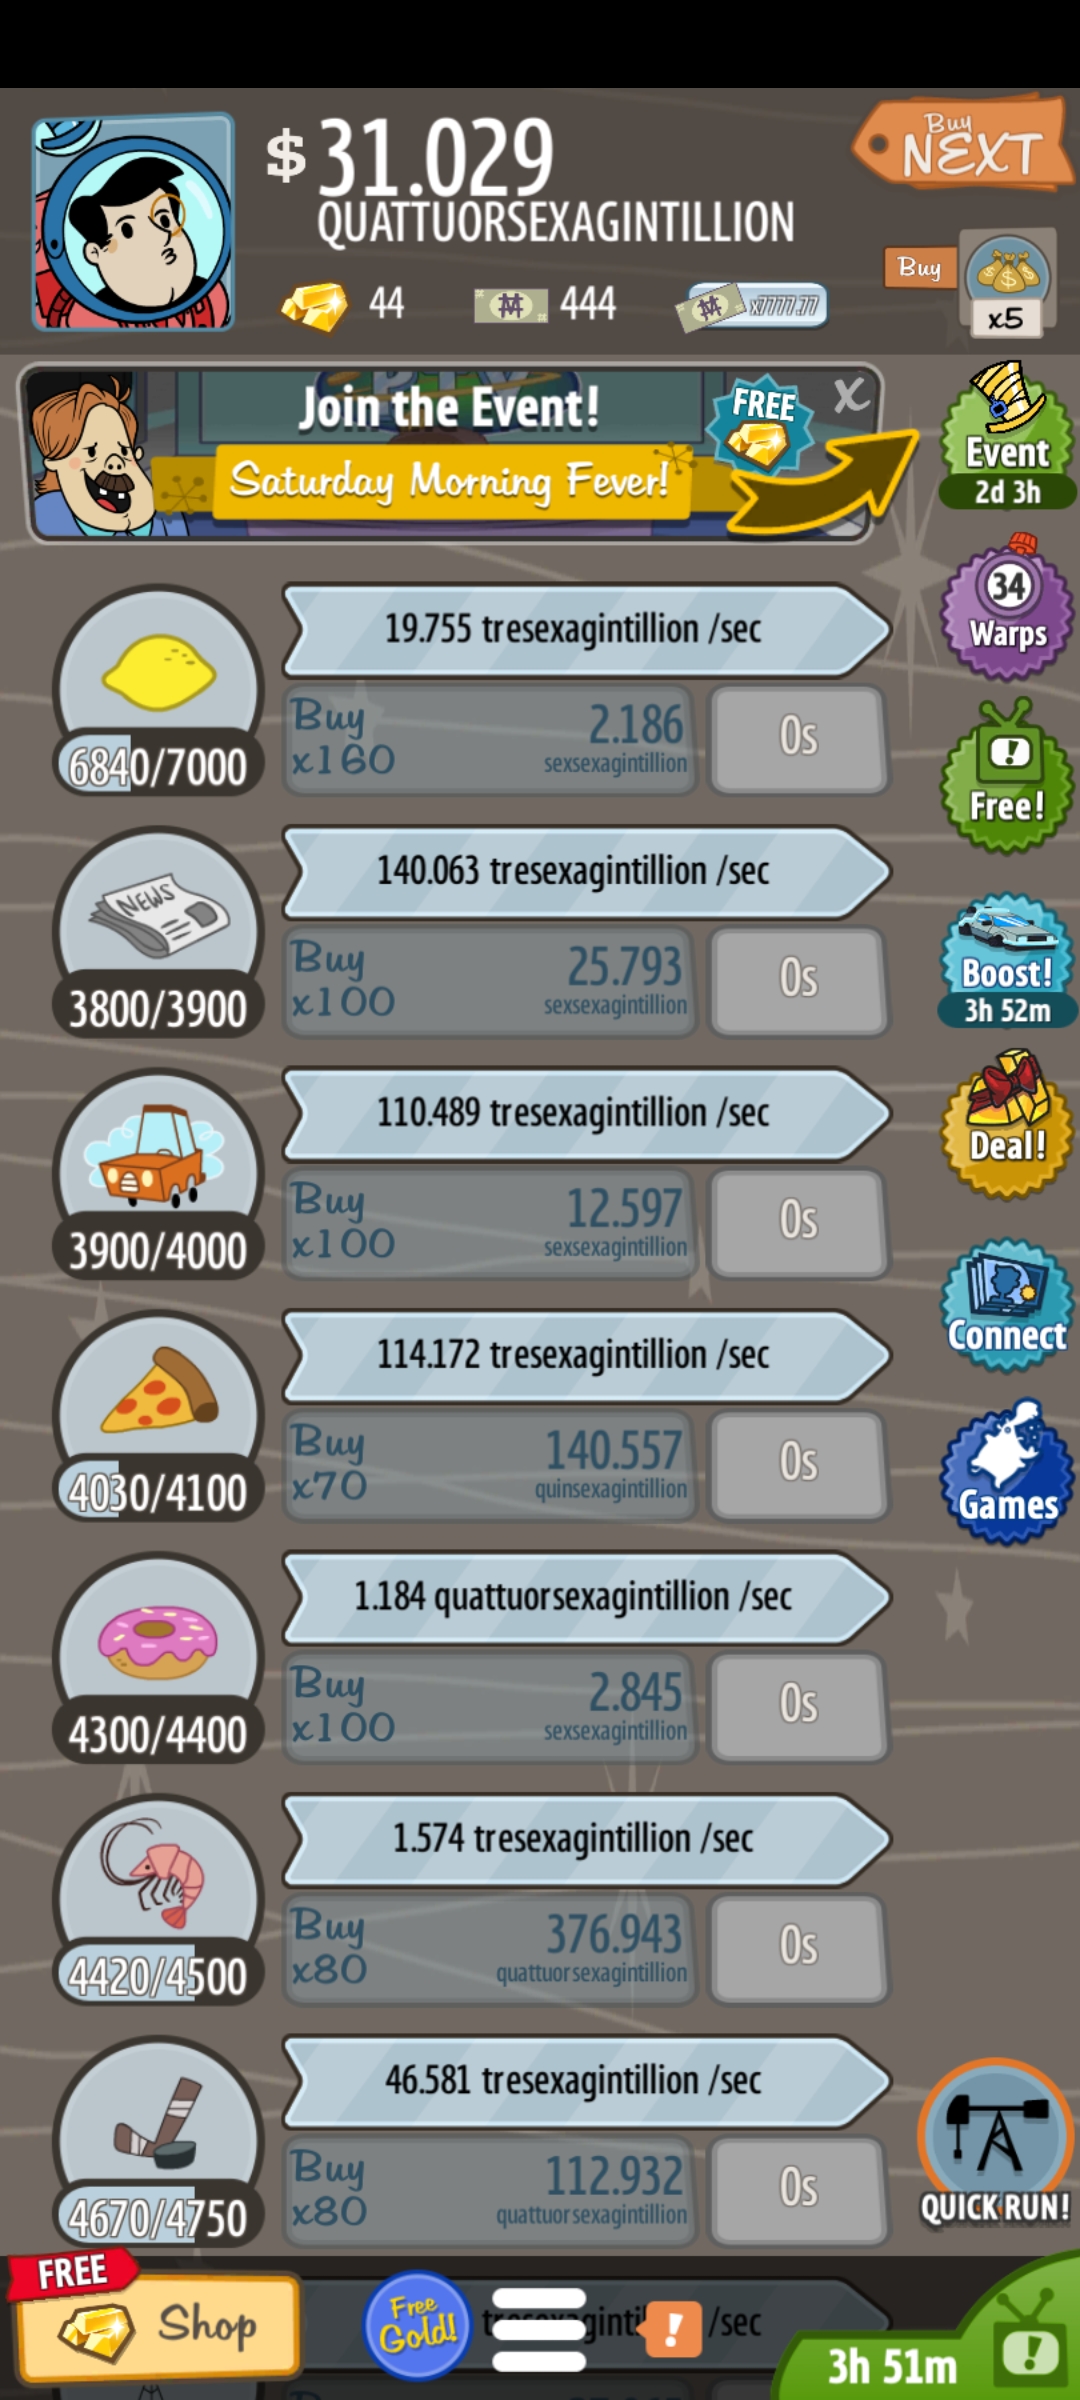 $ 31.029
QUATTUORSEXAGINTILLION
Buy
NEXT
44
444
x7777.77
Buy
x5
Join the Event!
Saturday Morning Fever!
FREE
X
Event
2d 3h
34
Warps
Free!
Boost!
3h 52m
Deal!
Connect
Games
19.755 tresexagintillion /sec
6840/7000
Buy
x160
2.186
sexsexagintillion
0s
140.063 tresexagintillion /sec
NEWS
3800/3900
Buy
x100
25.793
sexsexagintillion
0s
110.489 tresexagintillion /sec
3900/4000
Buy
x100
12.597
sexsexagintillion
0s
114.172 tresexagintillion /sec
4030/4100
Buy
x70
140.557
quinsexagintillion
0s
1.184 quattuorsexagintillion /sec
4300/4400
Buy
x100
2.845
sexsexagintillion
0s
1.574 tresexagintillion /sec
4420/4500
Buy
x80
376.943
quattuorsexagintillion
0s
46.581 tresexagintillion /sec
4670/4750
Buy
x80
112.932
quattuorsexagintillion
0s
QUICK RUN!
FREE
Shop
Free
Gold!
/sec
3h 51m